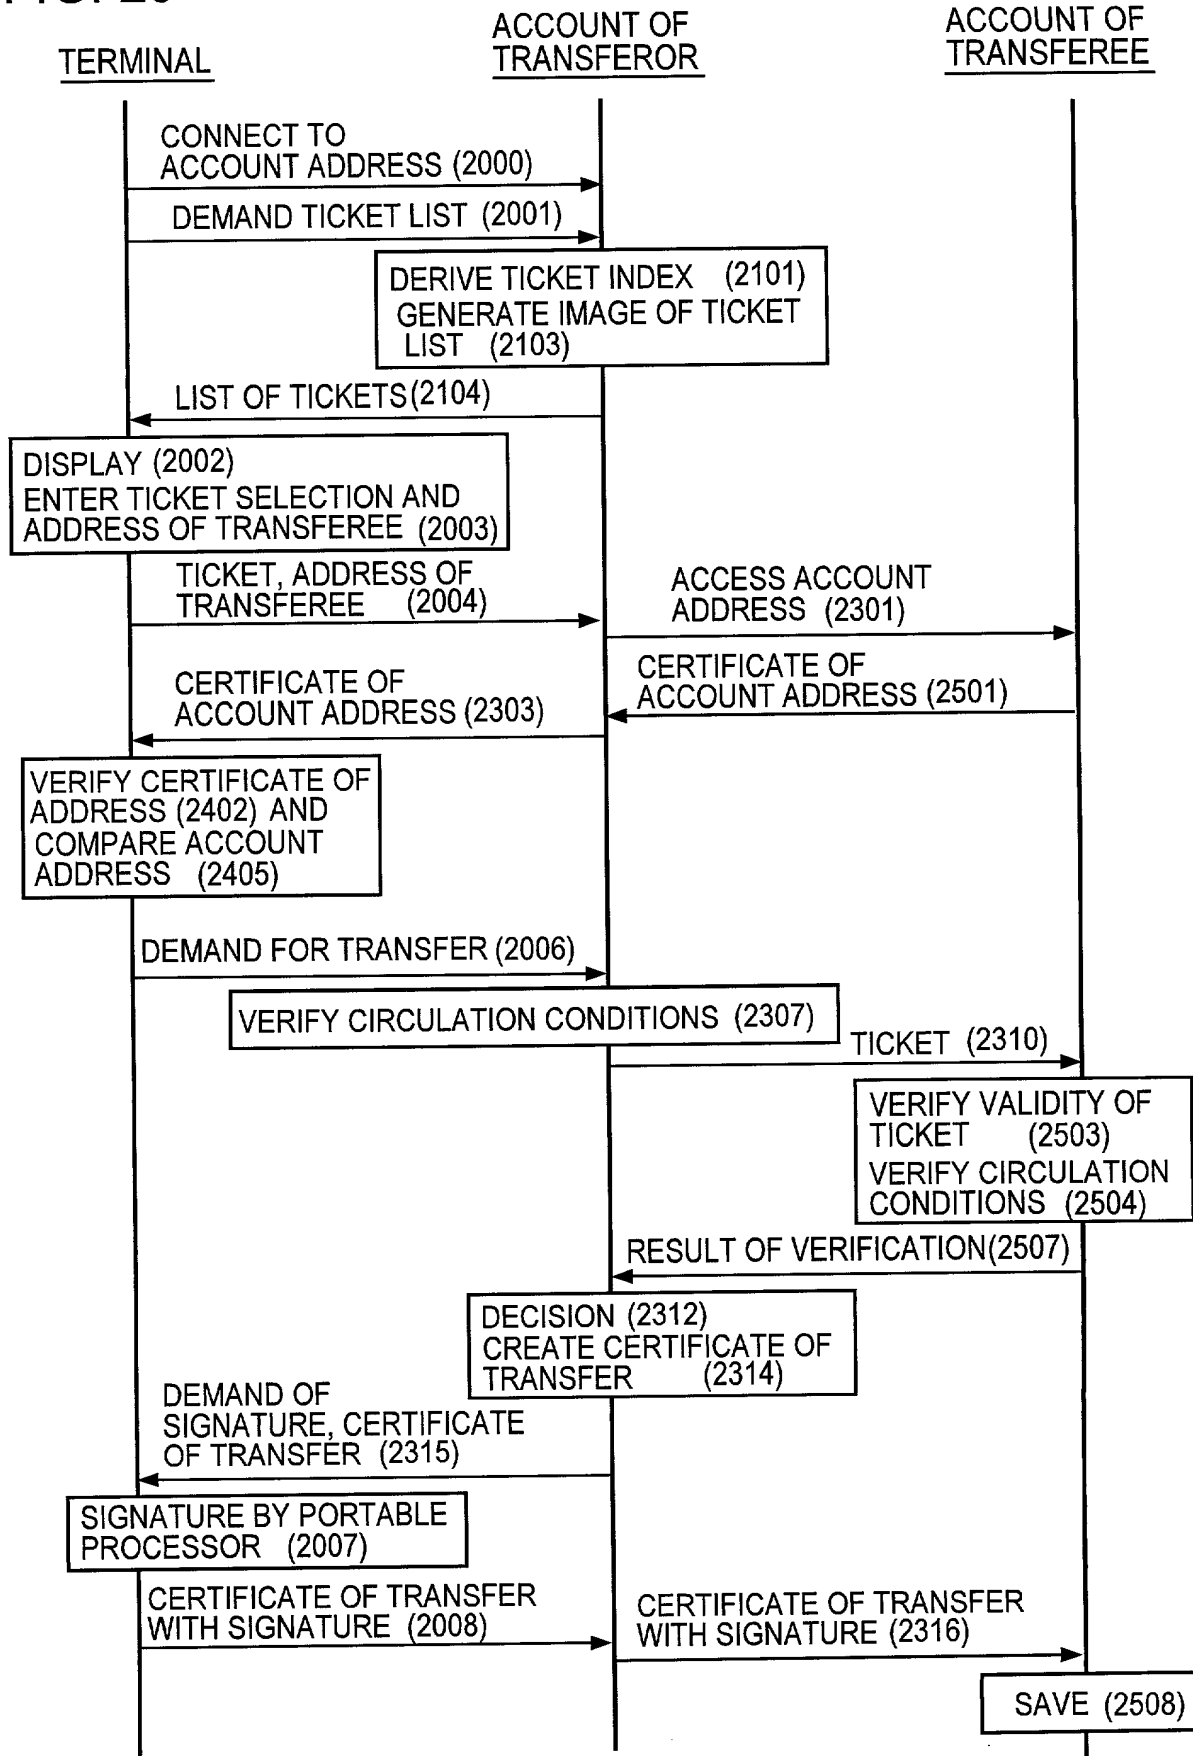 ACCOUNT OF
TRANSFEROR
ACCOUNT OF
TRANSFEREE
TERMINAL
CONNECT TO
ACCOUNT ADDRESS (2000)
DEMAND TICKET LIST (2001)
DERIVE TICKET INDEX (2101)
GENERATE IMAGE OF TICKET
LIST (2103)
LIST OF TICKETS(2104)
DISPLAY (2002)
ENTER TICKET SELECTION AND
ADDRESS OF TRANSFEREE (2003)
TICKET, ADDRESS OF
TRANSFEREE (2004)
ACCESS ACCOUNT
ADDRESS (2301)
CERTIFICATE OF
ACCOUNT ADDRESS (2501)
CERTIFICATE OF
ACCOUNT ADDRESS (2303)
VERIFY CERTIFICATE OF
ADDRESS (2402) AND
COMPARE ACCOUNT
ADDRESS (2405)
DEMAND FOR TRANSFER (2006)
VERIFY CIRCULATION CONDITIONS (2307)
TICKET (2310)
VERIFY VALIDITY OF
TICKET (2503)
VERIFY CIRCULATION
CONDITIONS (2504)
RESULT OF VERIFICATION(2507)
DECISION (2312)
CREATE CERTIFICATE OF
TRANSFER (2314)
DEMAND OF
SIGNATURE, CERTIFICATE
OF TRANSFER (2315)
SIGNATURE BY PORTABLE
PROCESSOR (2007)
CERTIFICATE OF TRANSFER
WITH SIGNATURE (2008)
CERTIFICATE OF TRANSFER
WITH SIGNATURE (2316)
SAVE (2508)